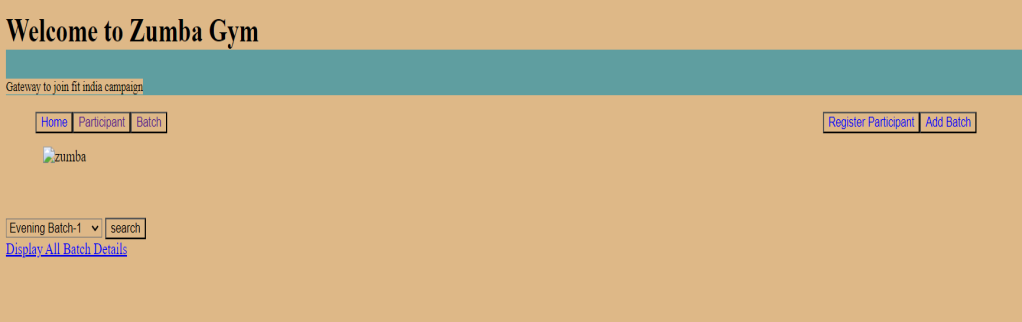 Welcome to Zumba Gym
Gateway to join fit india campaign
Home Participant Batch Register Participant Add Batch
zumba
Evening Batch-1 search
Display All Batch Details